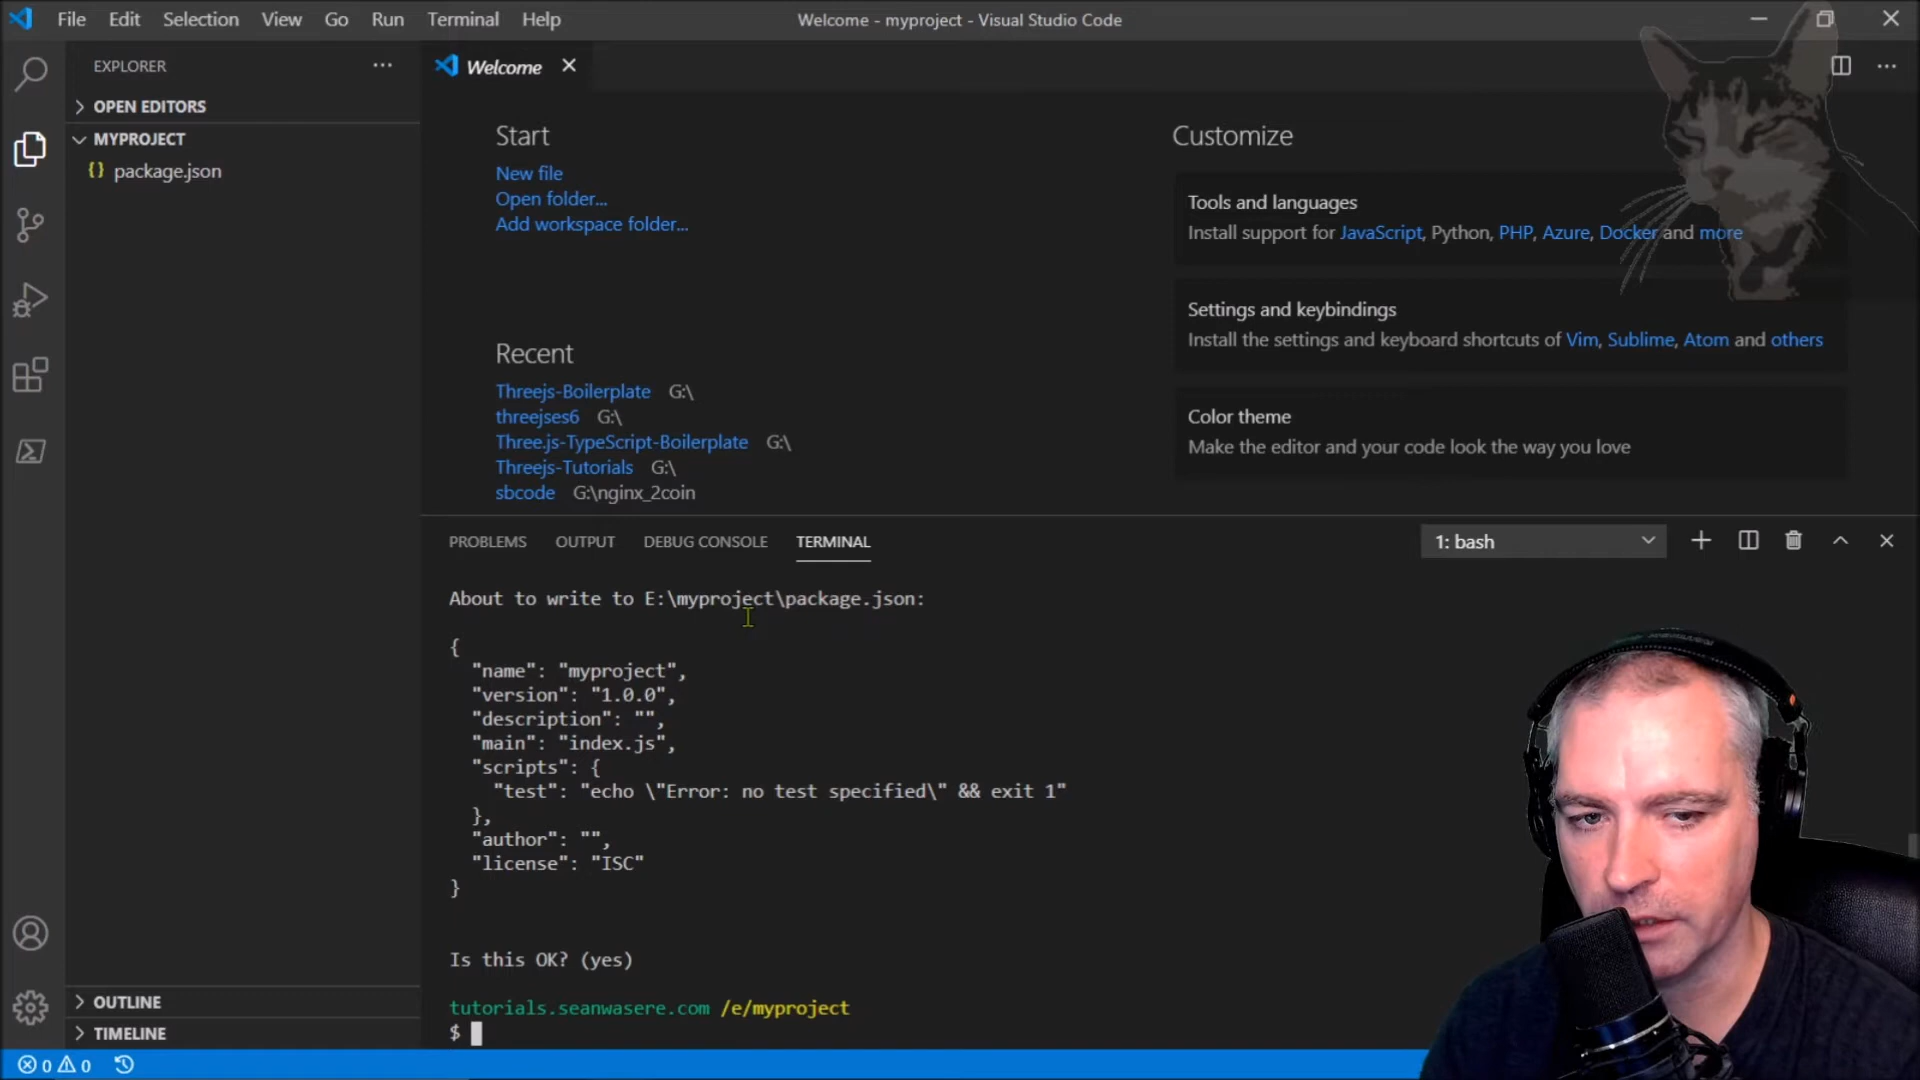 File Edit Selection View Go Run Terminal Help
Welcome - myproject - Visual Studio Code
EXPLORER
OPEN EDITORS
MYPROJECT
{} package.json
Welcome
Start
New file
Open folder...
Add workspace folder...
Recent
Threejs-Boilerplate G:\
threejses6 G:\
Three.js-TypeScript-Boilerplate G:\
Threejs-Tutorials G:\
sbcode G:\nginx_2coin
Customize
Tools and languages
Install support for JavaScript, Python, PHP, Azure, Docker and more
Settings and keybindings
Install the settings and keyboard shortcuts of Vim, Sublime, Atom and others
Color theme
Make the editor and your code look the way you love
PROBLEMS OUTPUT DEBUG CONSOLE TERMINAL
1: bash
About to write to E:\myproject\package.json:
{
"name": "myproject",
"version": "1.0.0",
"description": "",
"main": "index.js",
"scripts": {
"test": "echo \"Error: no test specified\" && exit 1"
},
"author": "",
"license": "ISC"
}
Is this OK? (yes)
tutorials.seanwasere.com /e/myproject
$
OUTLINE
TIMELINE
0 0